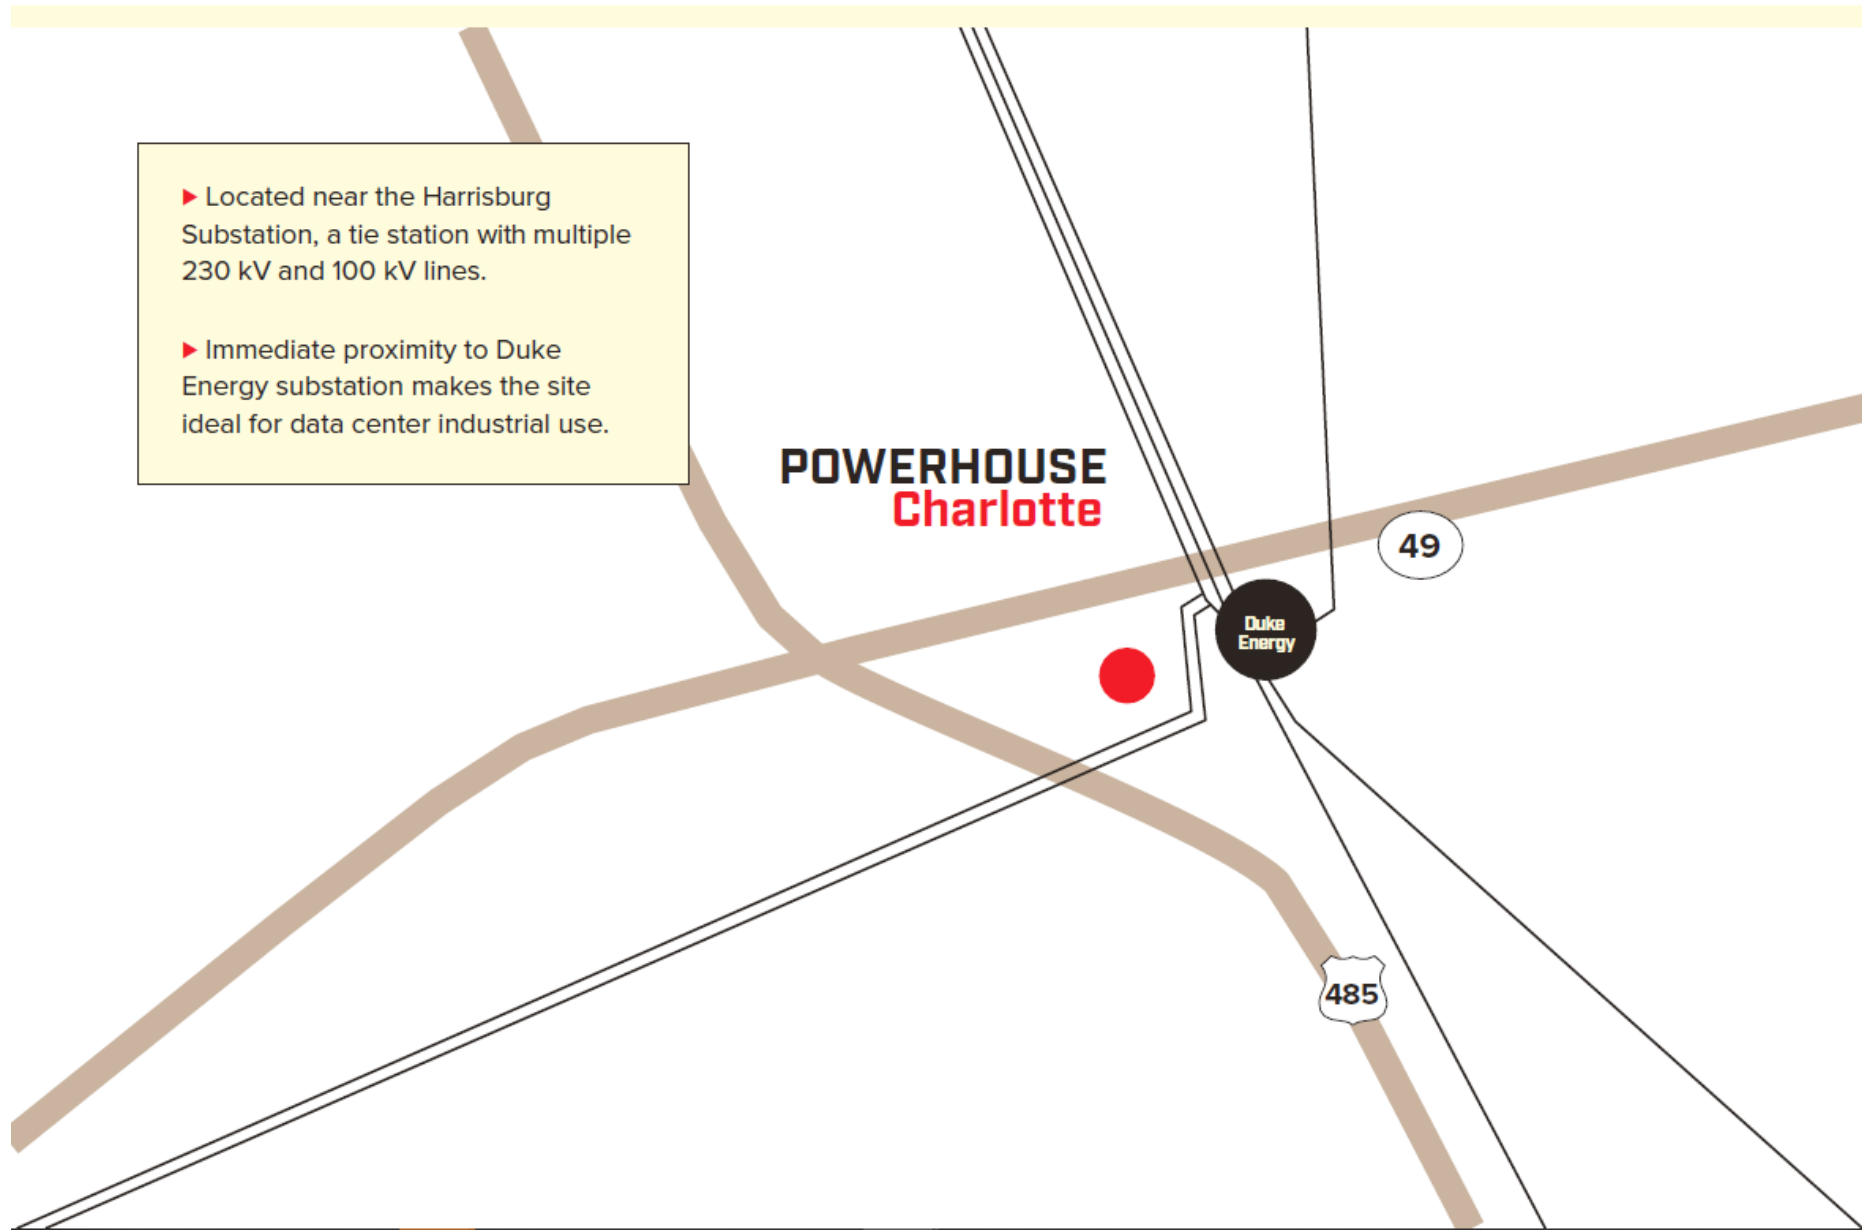 ▶ Located near the Harrisburg
Substation, a tie station with multiple
230 kV and 100 kV lines.
▶ Immediate proximity to Duke
Energy substation makes the site
ideal for data center industrial use.
POWERHOUSE
Charlotte
49
Duke
Energy
485